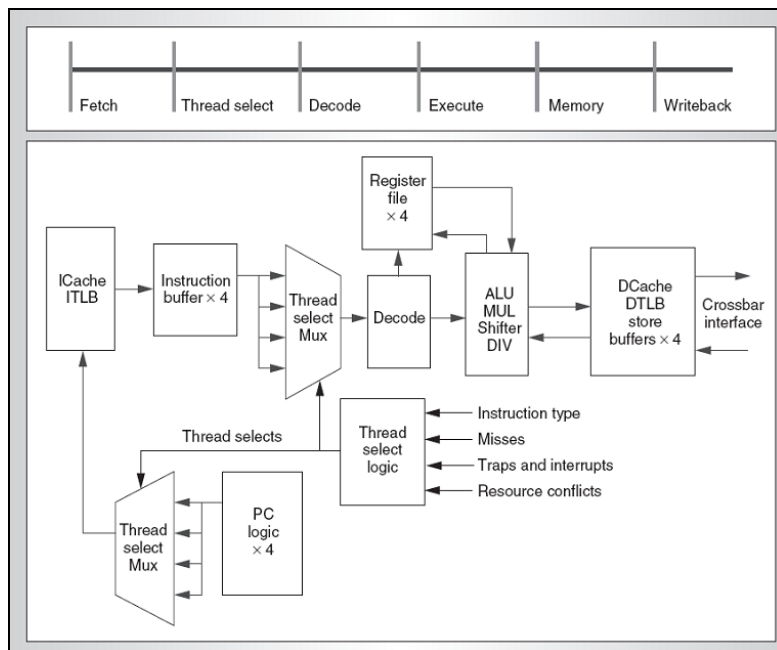 Fetch
Thread select
Decode
Execute
Memory
Writeback
Register
file
× 4
ICache
ITLB
Instruction
buffer × 4
Thread
select
Mux
Decode
ALU
MUL
Shifter
DIV
DCache
DTLB
store
buffers × 4
Crossbar
interface
Thread selects
Thread
select
logic
Instruction type
Misses
Traps and interrupts
Resource conflicts
Thread
select
Mux
PC
logic
× 4